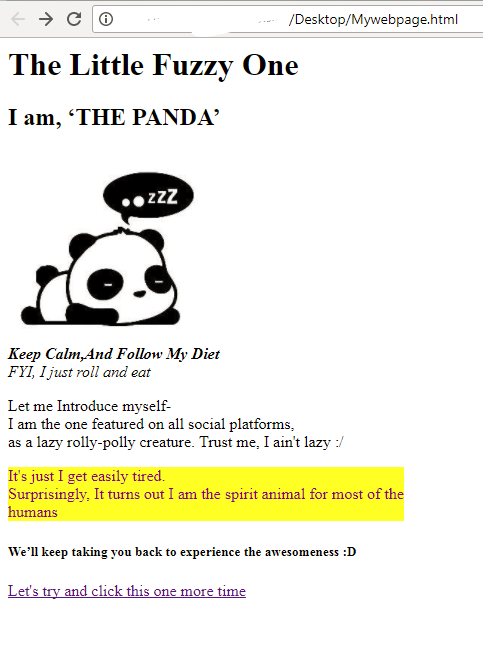 /Desktop/Mywebpage.html
The Little Fuzzy One
I am, ‘THE PANDA’
zzZ
Keep Calm,And Follow My Diet
FYI, I just roll and eat
Let me Introduce myself-
I am the one featured on all social platforms,
as a lazy rolly-polly creature. Trust me, I ain't lazy :/
It's just I get easily tired.
Surprisingly, It turns out I am the spirit animal for most of the
humans
We’ll keep taking you back to experience the awesomeness :D
Let's try and click this one more time